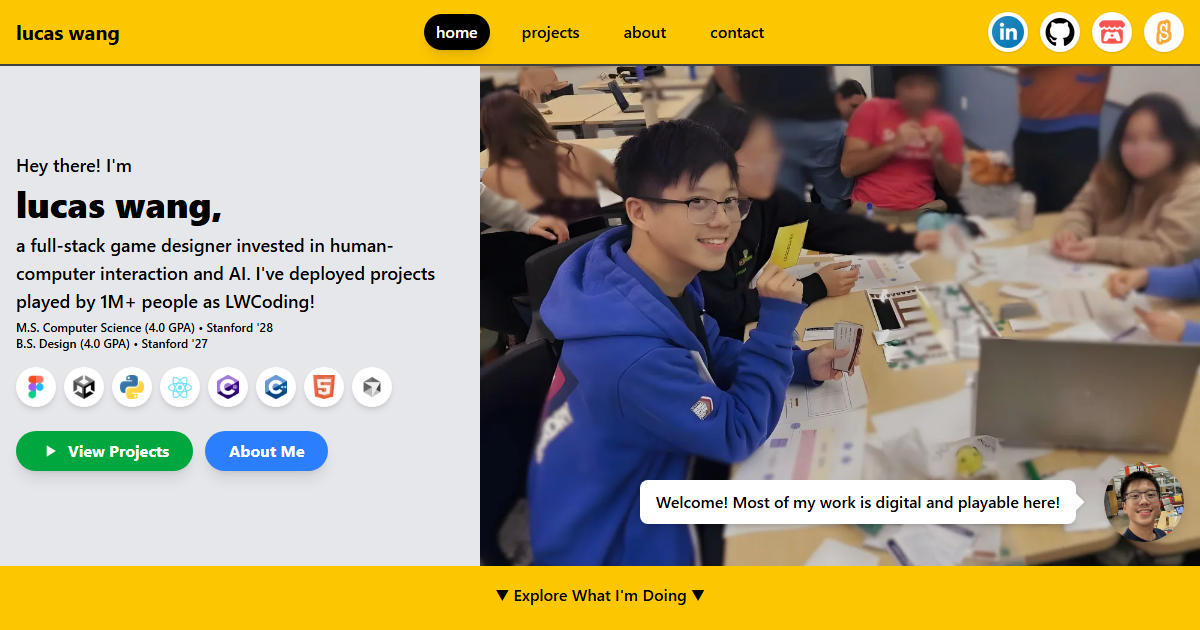 lucas wang
home
projects
about
contact
Hey there! I'm
lucas wang,
a full-stack game designer invested in human-
computer interaction and AI. I've deployed projects
played by 1M+ people as LWCoding!
M.S. Computer Science (4.0 GPA) • Stanford '28
B.S. Design (4.0 GPA) • Stanford '27
▶ View Projects
About Me
Welcome! Most of my work is digital and playable here!
▼ Explore What I'm Doing ▼